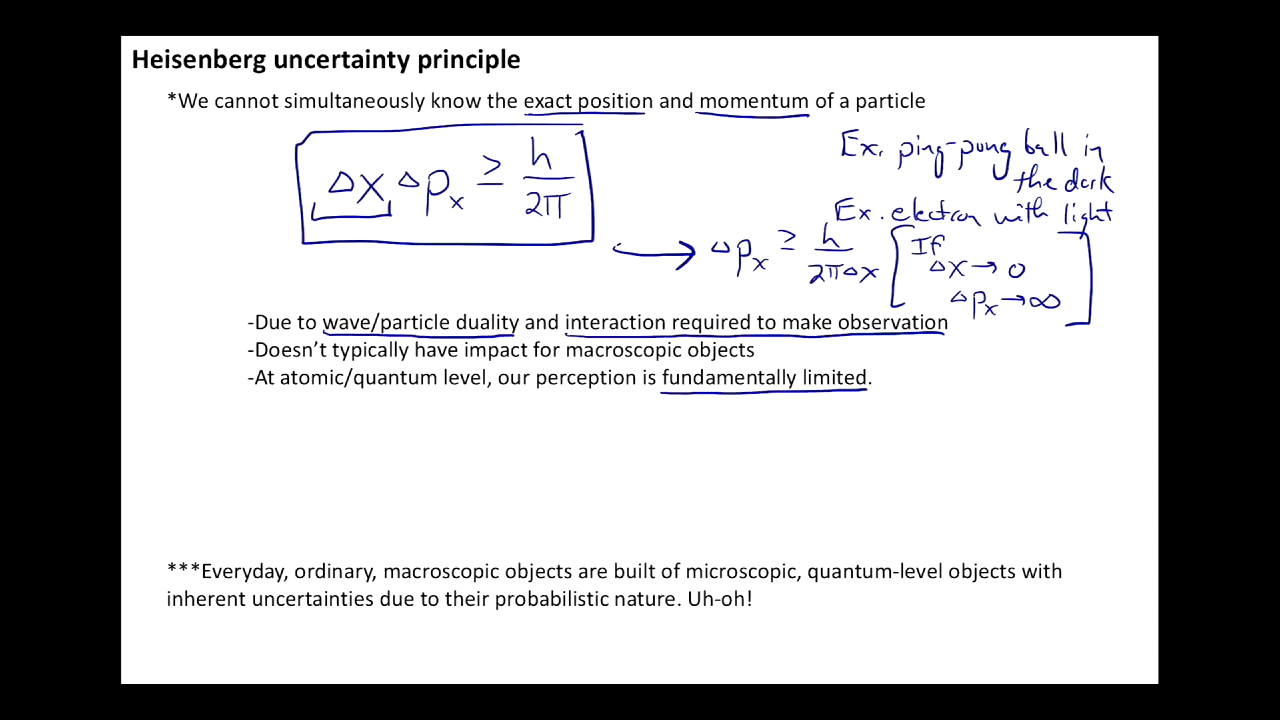 Heisenberg uncertainty principle
*We cannot simultaneously know the exact position and momentum of a particle
Δx Δpₓ ≥ h/2π
Ex. ping-pong ball in
the dark
Ex. electron with light
→ Δpₓ ≥ h/2πΔx
[If
Δx → 0
Δpₓ → ∞]
-Due to wave/particle duality and interaction required to make observation
-Doesn’t typically have impact for macroscopic objects
-At atomic/quantum level, our perception is fundamentally limited.
***Everyday, ordinary, macroscopic objects are built of microscopic, quantum-level objects with
inherent uncertainties due to their probabilistic nature. Uh-oh!